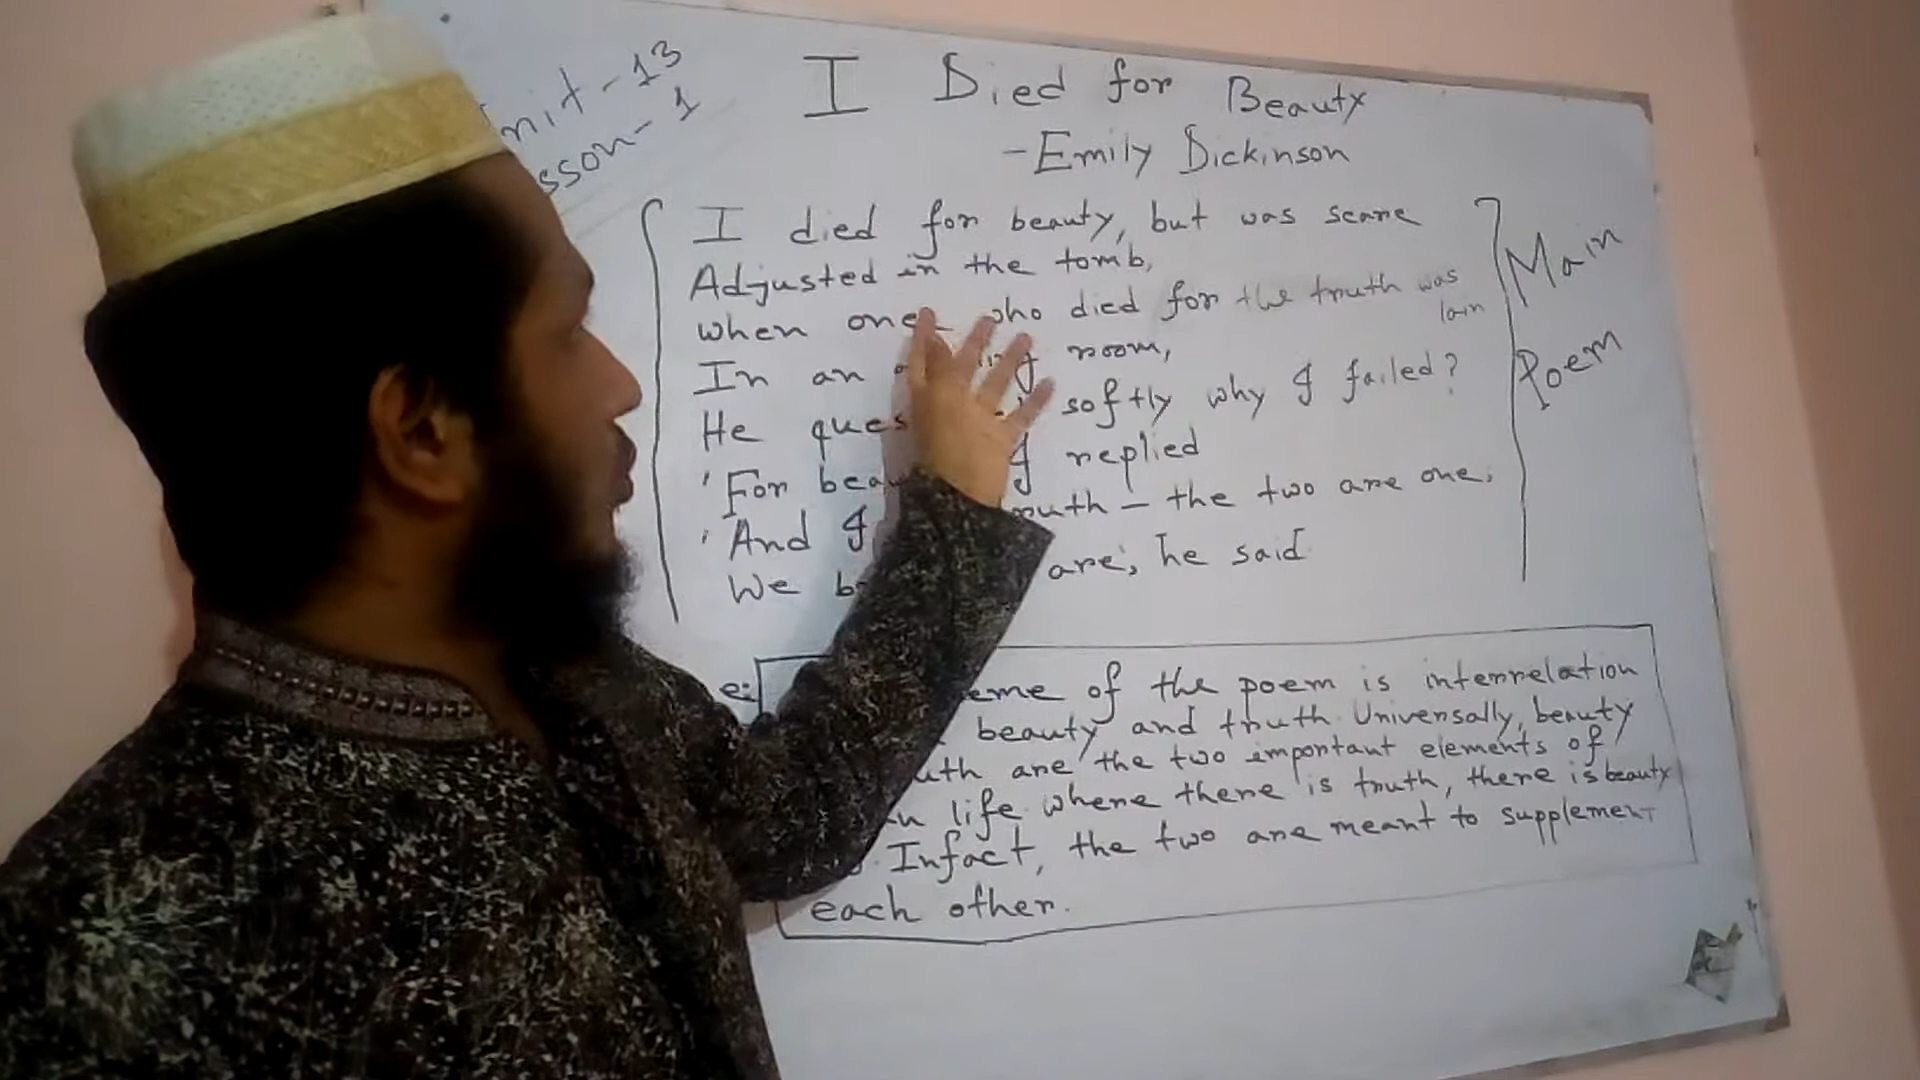 nit-13
sson-1
I Died for Beauty
-Emily Dickinson
I died for beauty, but was scare
Adjusted in the tomb,
when one who died for the truth was
lain
In an room,
He ques softly why I failed?
'For beau I replied
'And I ruth - the two are one;
We b are', he said
Main
Poem
e: eme of the poem is interrelation
beauty and truth. Universally, beauty
uth are the two important elements of
n life. where there is truth, there is beauty
. Infact, the two are meant to supplement
each other.